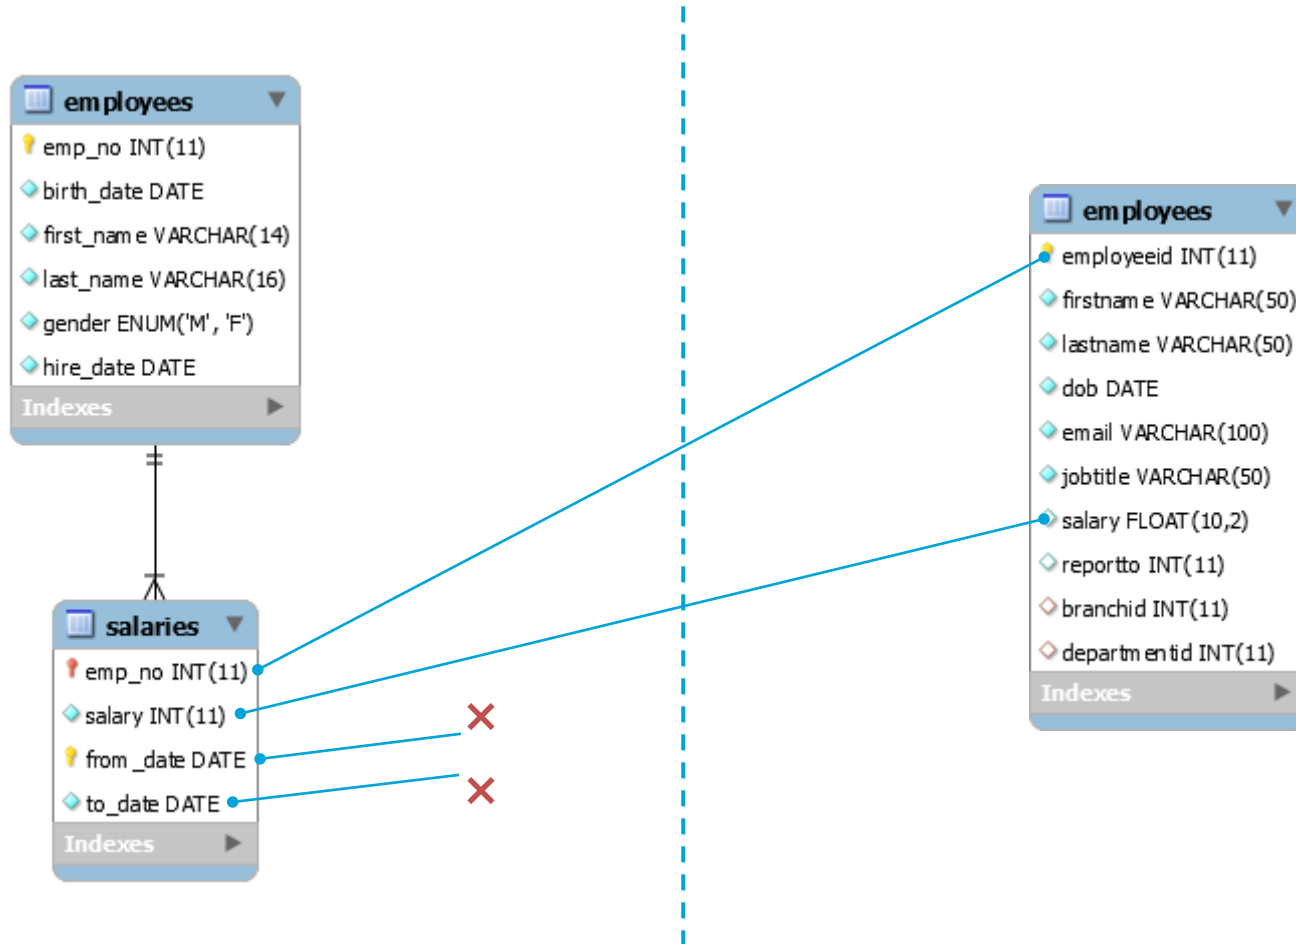 employees
emp_no INT(11)
birth_date DATE
first_name VARCHAR(14)
last_name VARCHAR(16)
gender ENUM('M', 'F')
hire_date DATE
Indexes
salaries
emp_no INT(11)
salary INT(11)
from_date DATE
to_date DATE
Indexes
employees
employeeid INT(11)
firstname VARCHAR(50)
lastname VARCHAR(50)
dob DATE
email VARCHAR(100)
jobtitle VARCHAR(50)
salary FLOAT(10,2)
reportto INT(11)
branchid INT(11)
departmentid INT(11)
Indexes